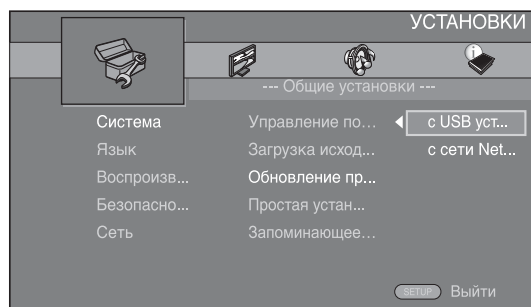 УСТАНОВКИ
--- Общие установки ---
Система Управление по... с USB уст...
Язык Загрузка исход... с сети Net...
Воспроизв... Обновление пр...
Безопасно... Простая устан...
Сеть Запоминающее...
SETUP Выйти